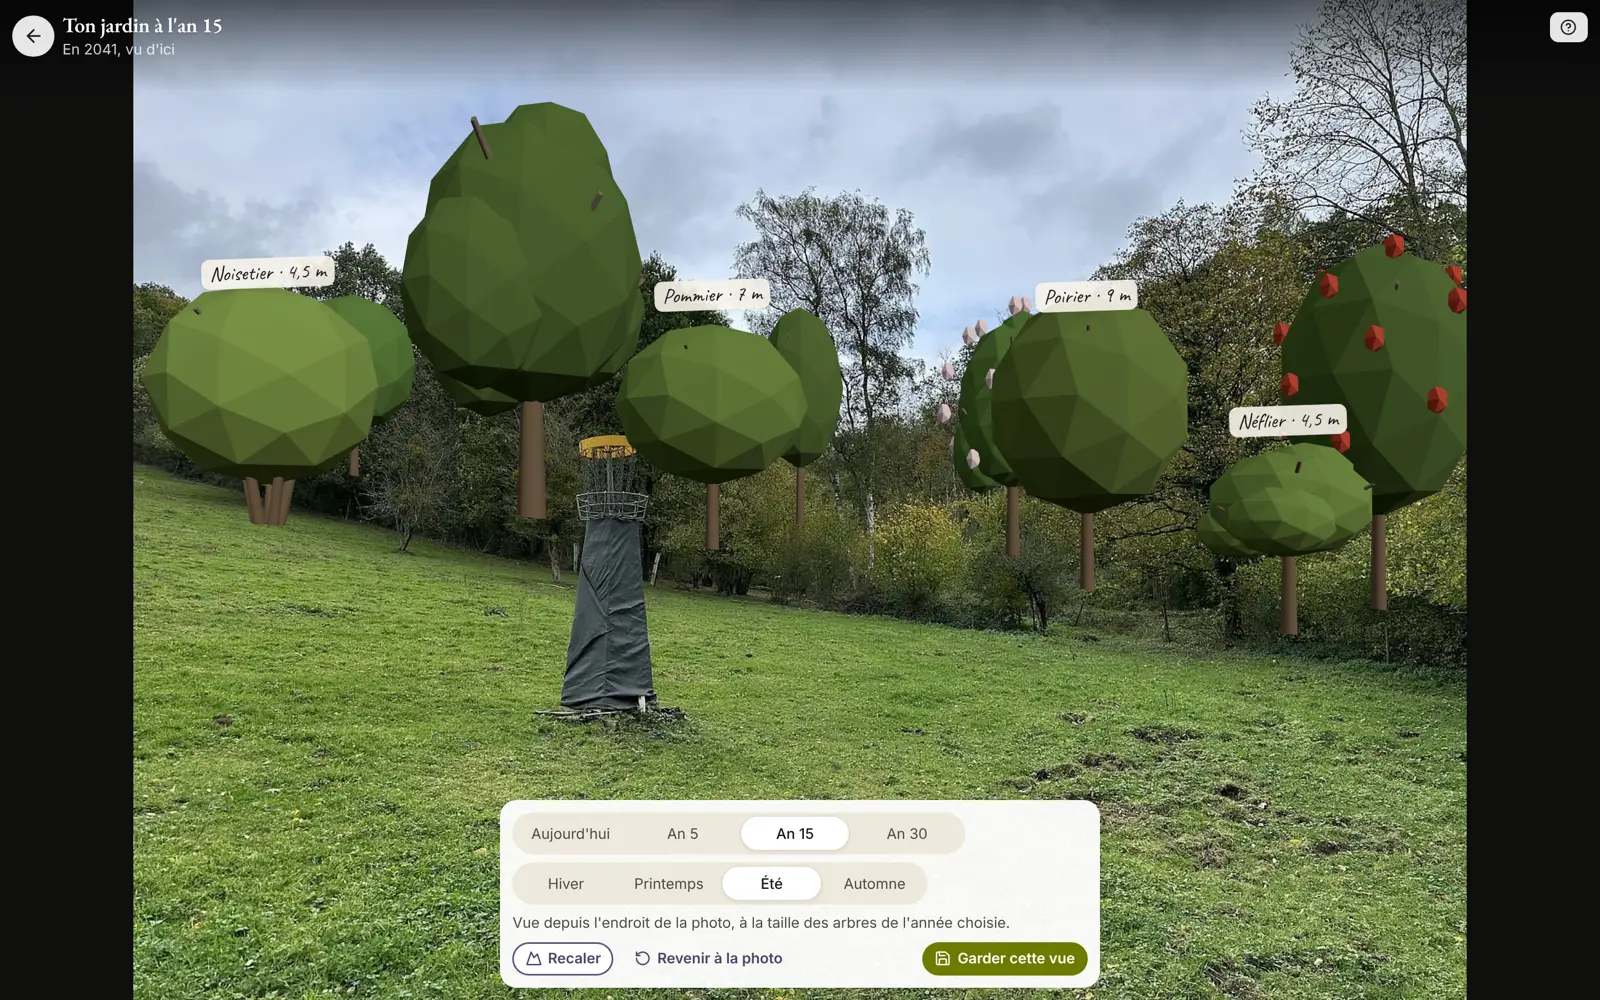 Ton jardin à l'an 15
En 2041, vu d'ici
Noisetier · 4,5 m
Pommier · 7 m
Poirier · 9 m
Néflier · 4,5 m
Aujourd'hui An 5 An 15 An 30
Hiver Printemps Été Automne
Vue depuis l'endroit de la photo, à la taille des arbres de l'année choisie.
Recaler Revenir à la photo Garder cette vue